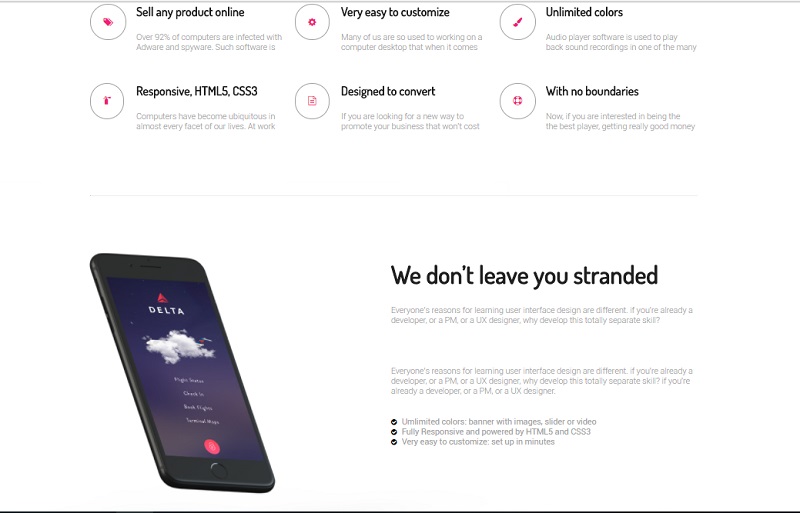 Sell any product online
Over 92% of computers are infected with
Adware and spyware. Such software is
Very easy to customize
Many of us are so used to working on a
computer desktop that when it comes
Unlimited colors
Audio player software is used to play
back sound recordings in one of the many
Responsive, HTML5, CSS3
Computers have become ubiquitous in
almost every facet of our lives. At work
Designed to convert
If you are looking for a new way to
promote your business that won't cost
With no boundaries
Now, if you are interested in being the
the best player, getting really good money
DELTA
Flight Status
Check In
Book Flights
Terminal Maps
We don't leave you stranded
Everyone's reasons for learning user interface design are different. if you're already a
developer, or a PM, or a UX designer, why develop this totally separate skill?
Everyone's reasons for learning user interface design are different. if you're already a
developer, or a PM, or a UX designer, why develop this totally separate skill? if you're
already a developer, or a PM, or a UX designer.
Umlimited colors: banner with images, slider or video
Fully Responsive and powered by HTML5 and CSS3
Very easy to customize: set up in minutes